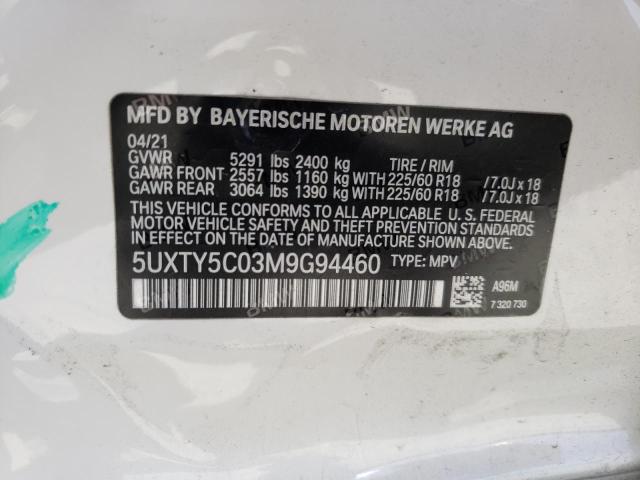 MFD BY BAYERISCHE MOTOREN WERKE AG
04/21
GVWR 5291 lbs 2400 kg TIRE / RIM
GAWR FRONT 2557 lbs 1160 kg WITH 225/60 R18 /7.0J x 18
GAWR REAR 3064 lbs 1390 kg WITH 225/60 R18 /7.0J x 18
THIS VEHICLE CONFORMS TO ALL APPLICABLE U. S. FEDERAL
MOTOR VEHICLE SAFETY STANDARDS IN EFFECT ON THE
DATE OF MANUFACTURE SHOWN ABOVE.
5UXTY5C03M9G94460 TYPE: MPV
A96M
7 320 730